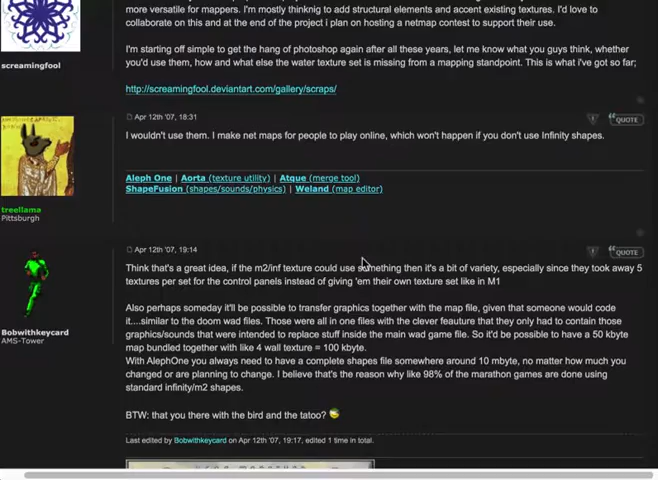 more versatile for mappers. I'm mostly thinknig to add structural elements and accent existing textures. I'd love to
collaborate on this and at the end of the project i plan on hosting a netmap contest to support their use.
I'm starting off simple to get the hang of photoshop again after all these years, let me know what you guys think, whether
you'd use them, how and what else the water texture set is missing from a mapping standpoint. This is what i've got so far;
screamingfool
http://screamingfool.deviantart.com/gallery/scraps/
Apr 12th '07, 18:31
QUOTE
I wouldn't use them. I make net maps for people to play online, which won't happen if you don't use Infinity shapes.
Aleph One | Aorta (texture utility) | Atque (merge tool)
ShapeFusion (shapes/sounds/physics) | Weland (map editor)
treellama
Pittsburgh
Apr 12th '07, 19:14
QUOTE
Think that's a great idea, if the m2/inf texture could use something then it's a bit of variety, especially since they took away 5
textures per set for the control panels instead of giving 'em their own texture set like in M1
Also perhaps someday it'll be possible to transfer graphics together with the map file, given that someone would code
it....similar to the doom wad files. Those were all in one files with the clever feauture that they only had to contain those
graphics/sounds that were intended to replace stuff inside the main wad game file. So it'd be possible to have a 50 kbyte
map bundled together with like 4 wall texture = 100 kbyte.
With AlephOne you always need to have a complete shapes file somewhere around 10 mbyte, no matter how much you
changed or are planning to change. I believe that's the reason why like 98% of the marathon games are done using
standard infinity/m2 shapes.
Bobwithkeycard
AMS-Tower
BTW: that you there with the bird and the tatoo?
Last edited by Bobwithkeycard on Apr 12th '07, 19:17, edited 1 time in total.